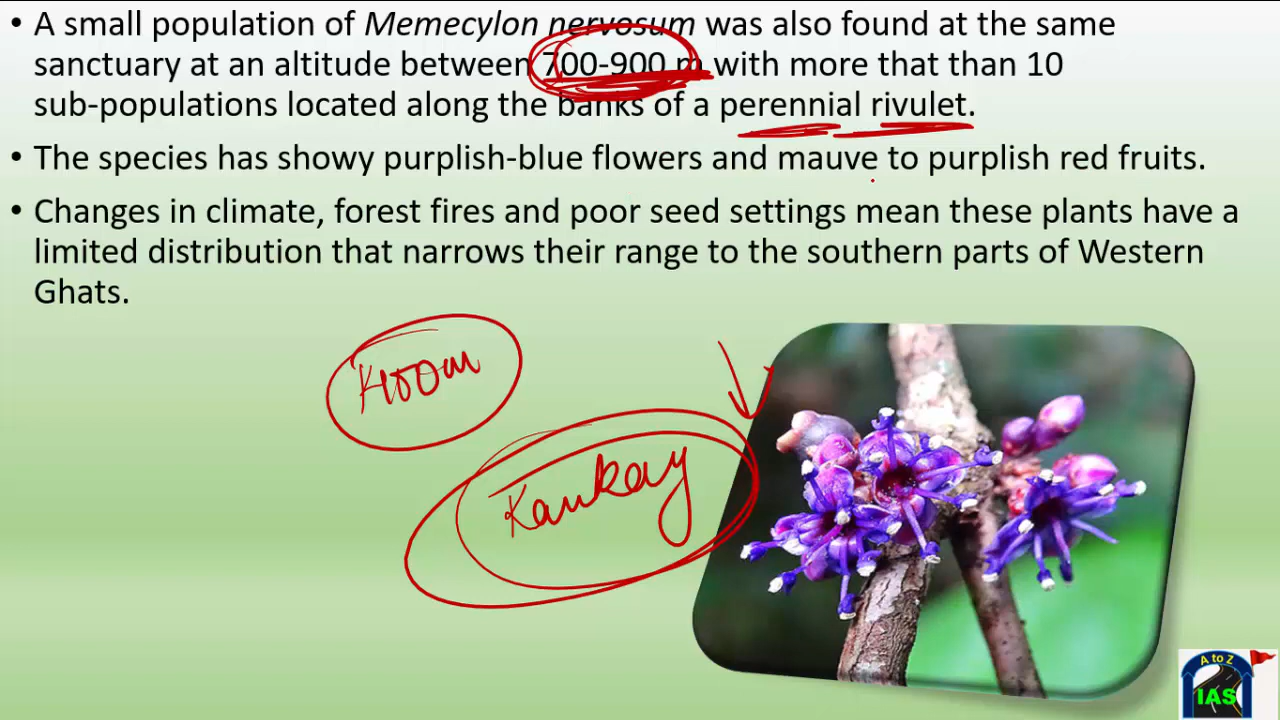 • A small population of Memecylon nervosum was also found at the same
sanctuary at an altitude between 700-900 m with more that than 10
sub-populations located along the banks of a perennial rivulet.
• The species has showy purplish-blue flowers and mauve to purplish red fruits.
• Changes in climate, forest fires and poor seed settings mean these plants have a
limited distribution that narrows their range to the southern parts of Western
Ghats.
A to Z
IAS